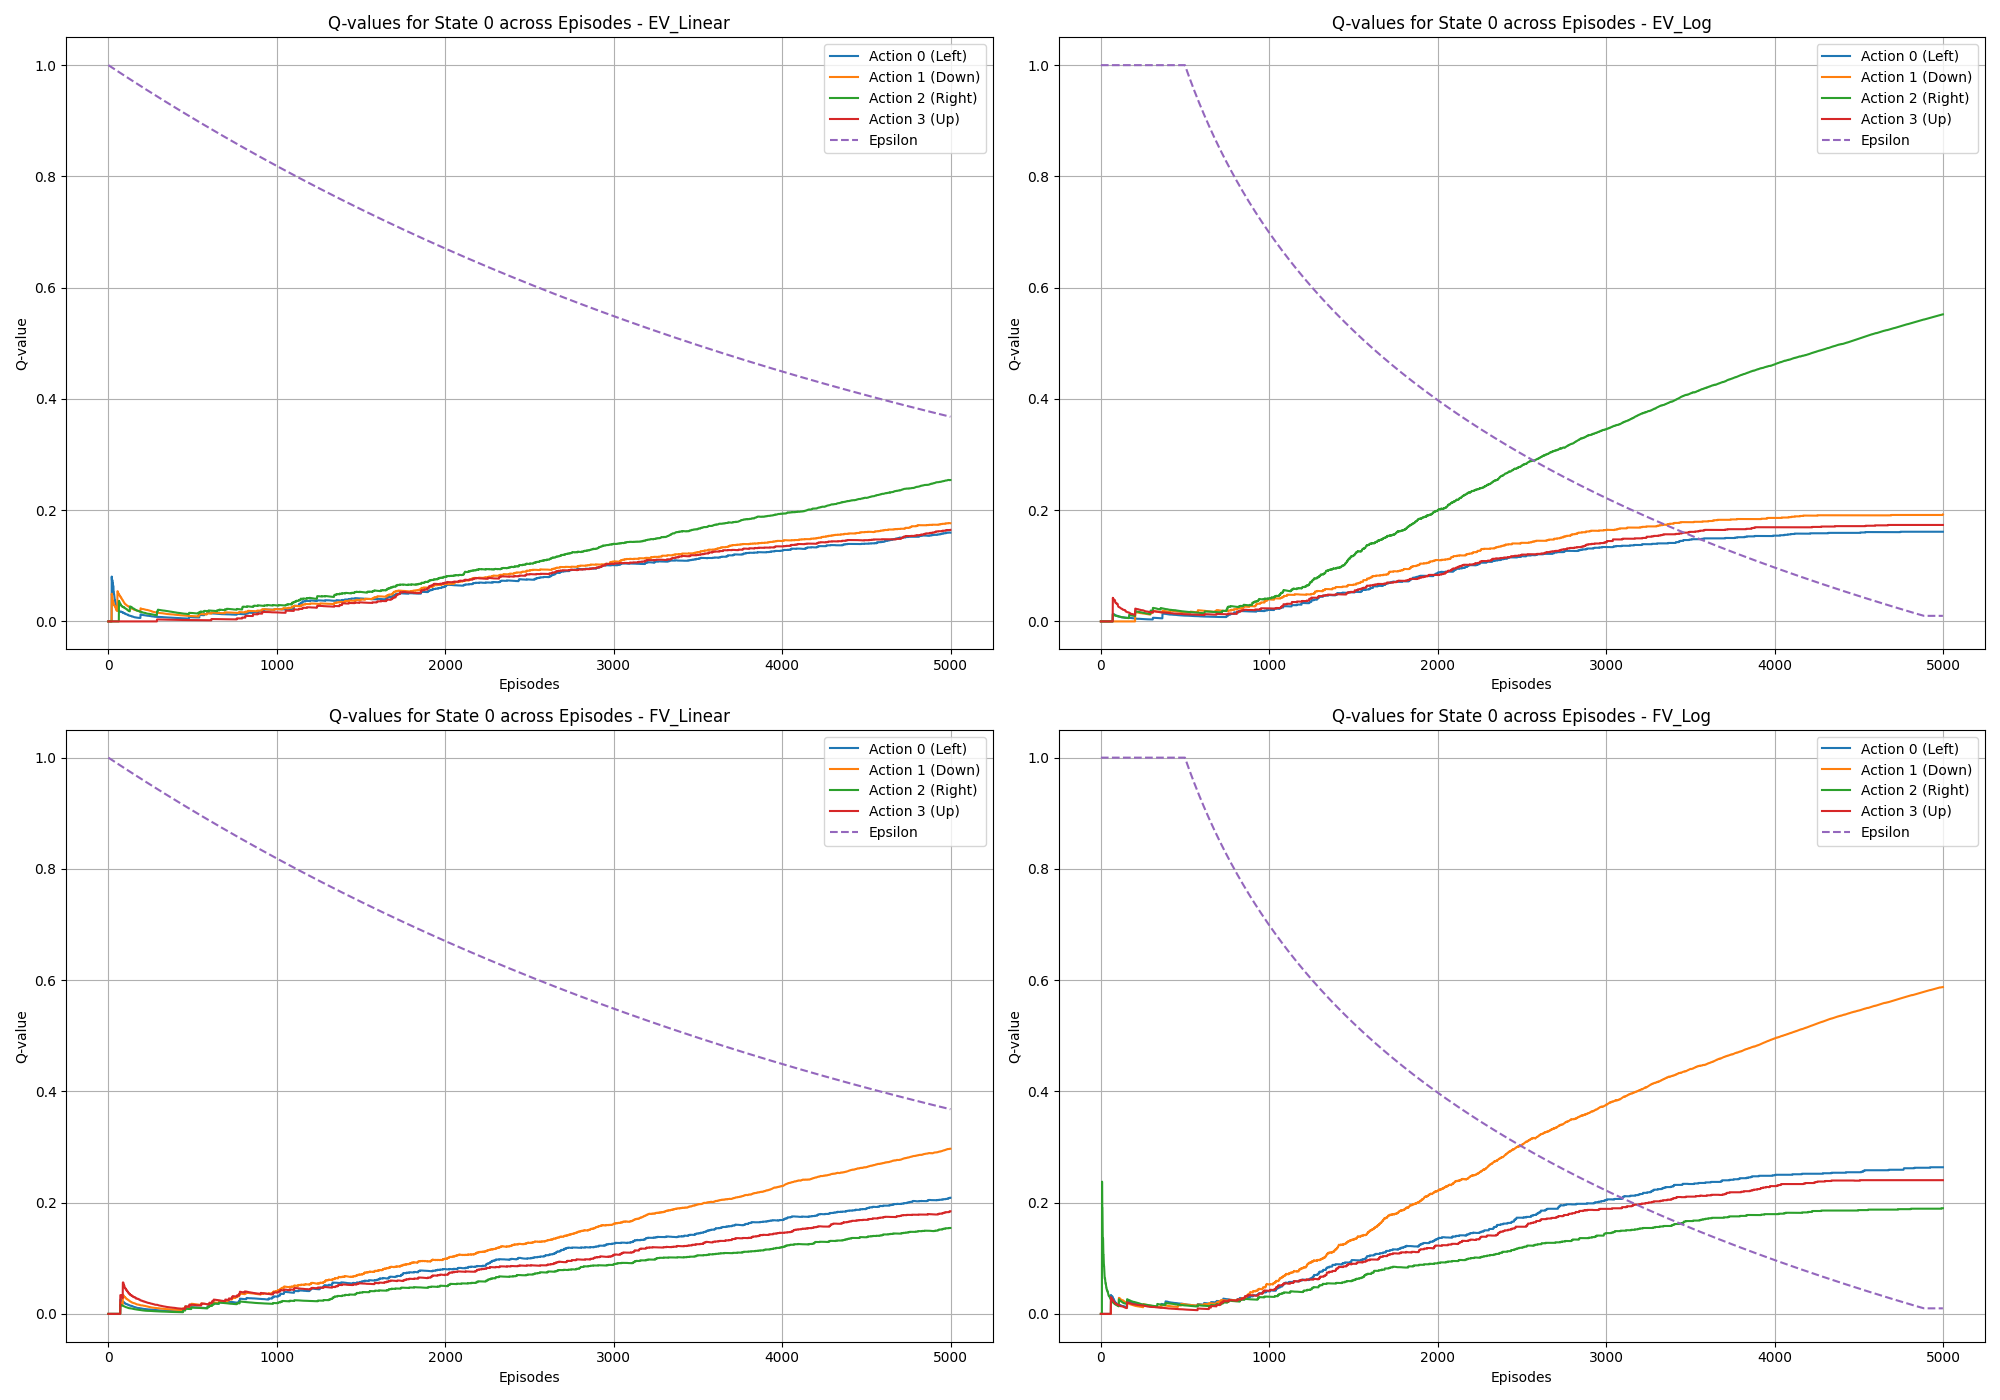 Q-values for State 0 across Episodes - EV_Linear
Q-value
1.0
0.8
0.6
0.4
0.2
0.0
Action 0 (Left)
Action 1 (Down)
Action 2 (Right)
Action 3 (Up)
Epsilon
0 1000 2000 3000 4000 5000
Episodes
Q-values for State 0 across Episodes - EV_Log
Q-value
1.0
0.8
0.6
0.4
0.2
0.0
Action 0 (Left)
Action 1 (Down)
Action 2 (Right)
Action 3 (Up)
Epsilon
0 1000 2000 3000 4000 5000
Episodes
Q-values for State 0 across Episodes - FV_Linear
Q-value
1.0
0.8
0.6
0.4
0.2
0.0
Action 0 (Left)
Action 1 (Down)
Action 2 (Right)
Action 3 (Up)
Epsilon
0 1000 2000 3000 4000 5000
Episodes
Q-values for State 0 across Episodes - FV_Log
Q-value
1.0
0.8
0.6
0.4
0.2
0.0
Action 0 (Left)
Action 1 (Down)
Action 2 (Right)
Action 3 (Up)
Epsilon
0 1000 2000 3000 4000 5000
Episodes